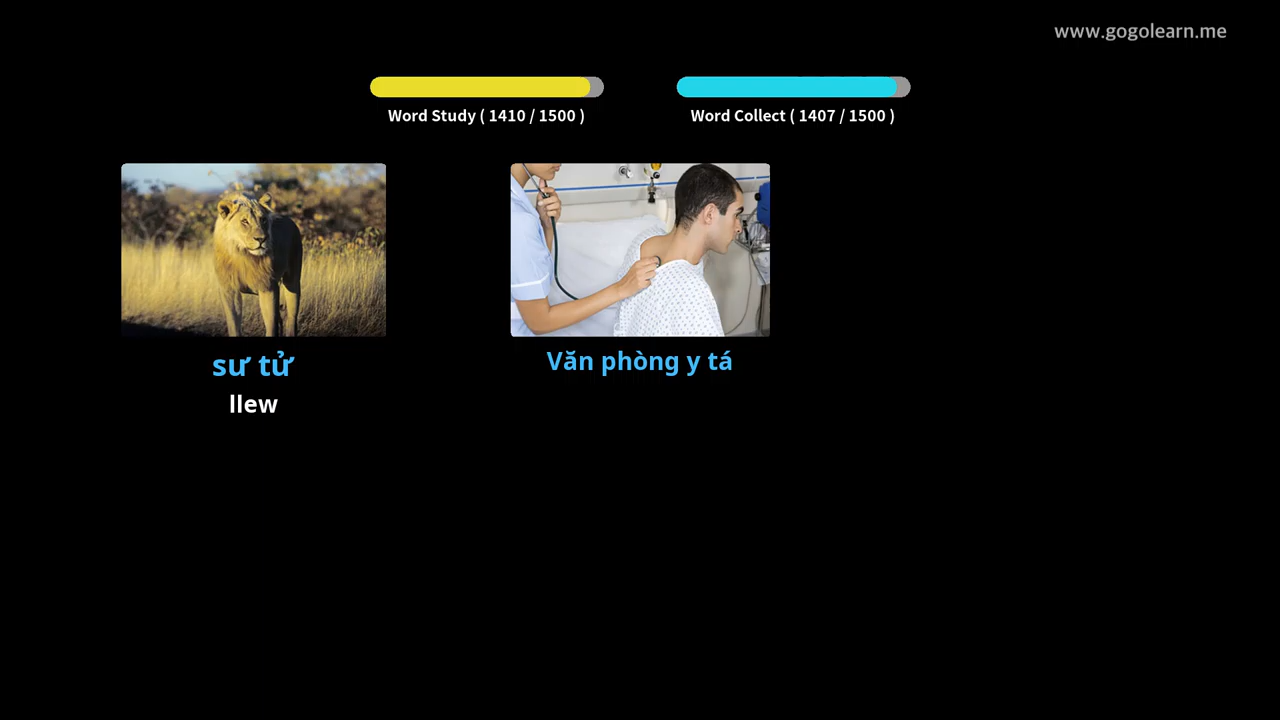 www.gogolearn.me
Word Study ( 1410 / 1500 )
Word Collect ( 1407 / 1500 )
sư tử
llew
Văn phòng y tá